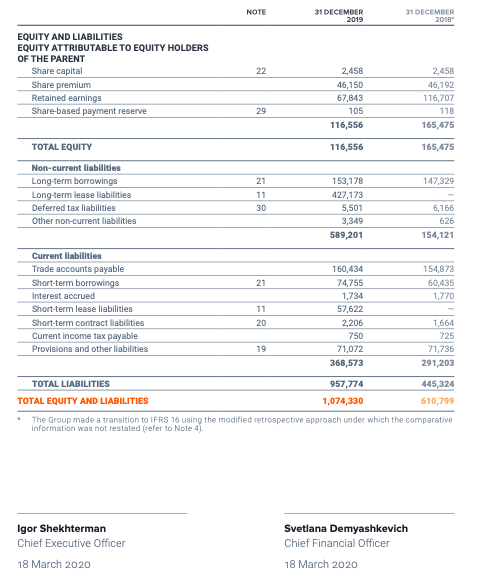 NOTE 31 DECEMBER 2019 31 DECEMBER 2018*
EQUITY AND LIABILITIES
EQUITY ATTRIBUTABLE TO EQUITY HOLDERS
OF THE PARENT
Share capital 22 2,458 2,458
Share premium 46,150 46,192
Retained earnings 67,843 116,707
Share-based payment reserve 29 105 118
116,556 165,475
TOTAL EQUITY 116,556 165,475
Non-current liabilities
Long-term borrowings 21 153,178 147,329
Long-term lease liabilities 11 427,173 —
Deferred tax liabilities 30 5,501 6,166
Other non-current liabilities 3,349 626
589,201 154,121
Current liabilities
Trade accounts payable 160,434 154,873
Short-term borrowings 21 74,755 60,435
Interest accrued 1,734 1,770
Short-term lease liabilities 11 57,622 —
Short-term contract liabilities 20 2,206 1,664
Current income tax payable 750 725
Provisions and other liabilities 19 71,072 71,736
368,573 291,203
TOTAL LIABILITIES 957,774 445,324
TOTAL EQUITY AND LIABILITIES 1,074,330 610,799
* The Group made a transition to IFRS 16 using the modified retrospective approach under which the comparative
information was not restated (refer to Note 4).
Igor Shekhterman Svetlana Demyashkevich
Chief Executive Officer Chief Financial Officer
18 March 2020 18 March 2020